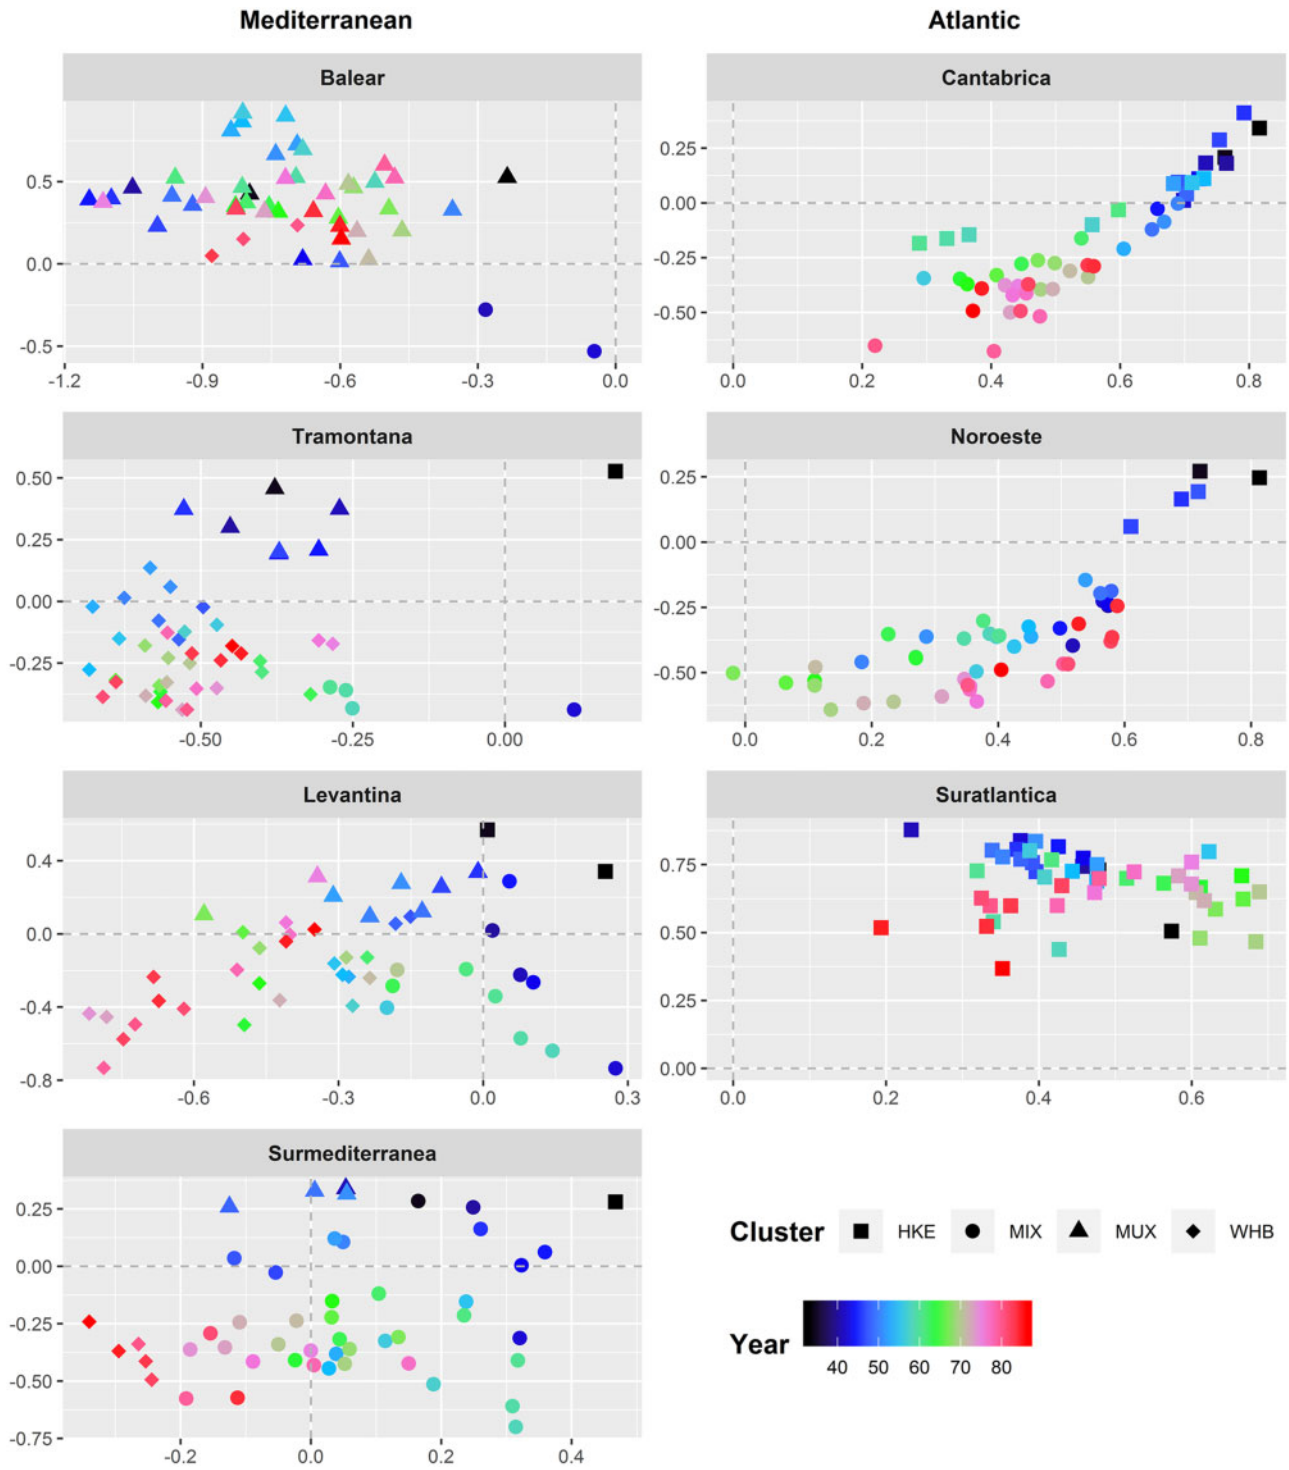 Mediterranean
Atlantic
Balear
0.5
0.0
-0.5
-1.2 -0.9 -0.6 -0.3 0.0
Cantabrica
0.25
0.00
-0.25
-0.50
0.0 0.2 0.4 0.6 0.8
Tramontana
0.50
0.25
0.00
-0.25
-0.50 -0.25 0.00
Noroeste
0.25
0.00
-0.25
-0.50
0.0 0.2 0.4 0.6 0.8
Levantina
0.4
0.0
-0.4
-0.8
-0.6 -0.3 0.0 0.3
Suratlantica
0.75
0.50
0.25
0.00
0.0 0.2 0.4 0.6
Surmediterranea
0.25
0.00
-0.25
-0.50
-0.75
-0.2 0.0 0.2 0.4
Cluster HKE MIX MUX WHB
Year
40 50 60 70 80